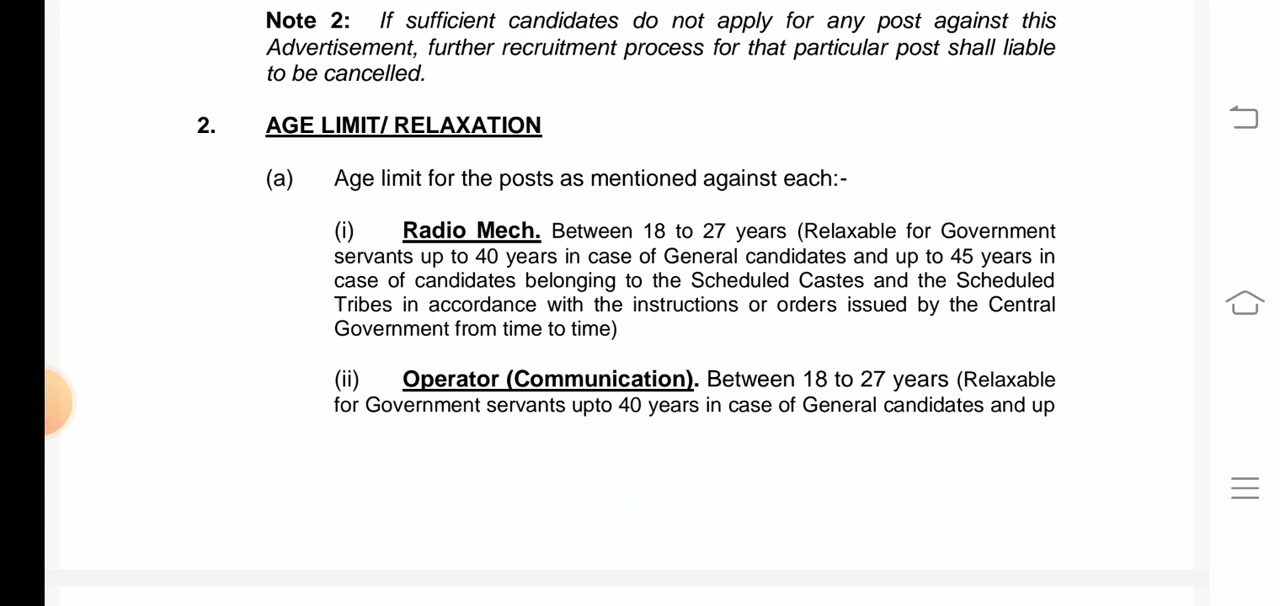 Note 2: If sufficient candidates do not apply for any post against this
Advertisement, further recruitment process for that particular post shall liable
to be cancelled.
2. AGE LIMIT/ RELAXATION
(a) Age limit for the posts as mentioned against each:-
(i) Radio Mech. Between 18 to 27 years (Relaxable for Government
servants up to 40 years in case of General candidates and up to 45 years in
case of candidates belonging to the Scheduled Castes and the Scheduled
Tribes in accordance with the instructions or orders issued by the Central
Government from time to time)
(ii) Operator (Communication). Between 18 to 27 years (Relaxable
for Government servants upto 40 years in case of General candidates and up